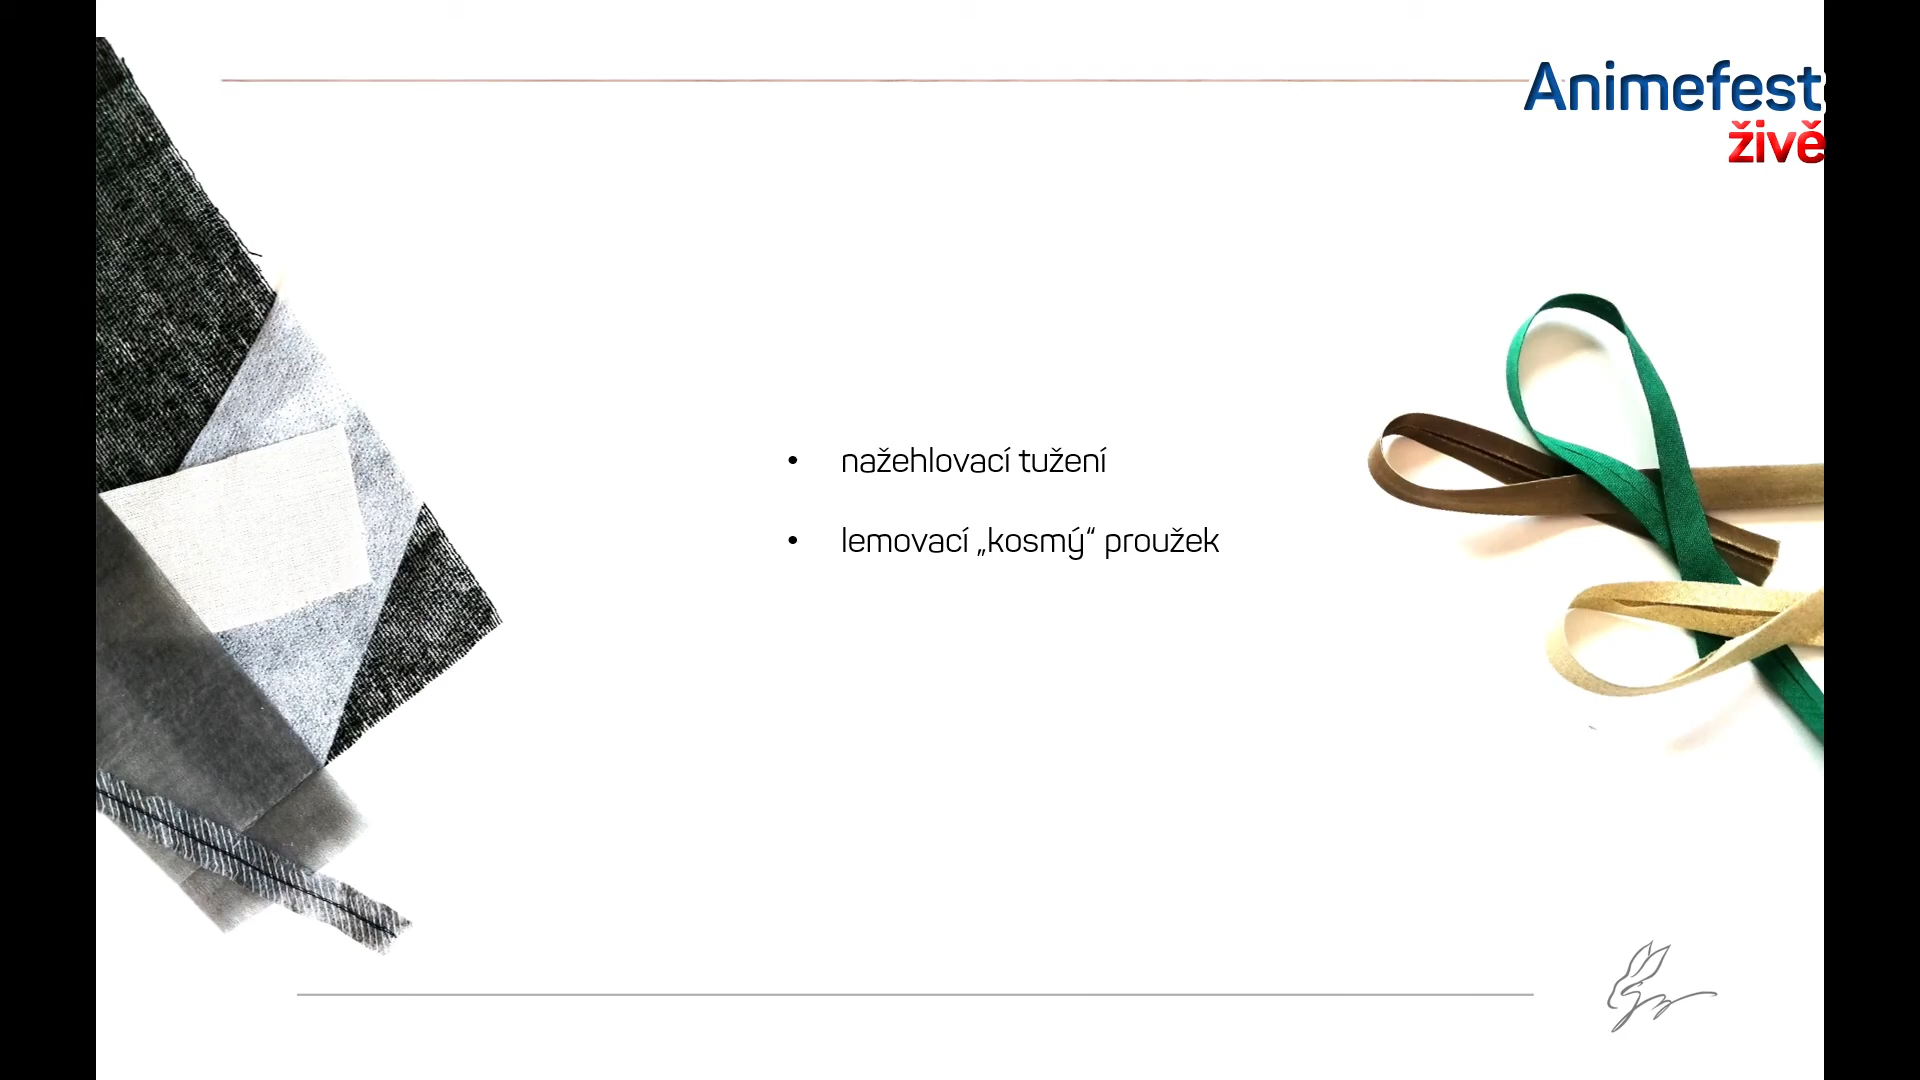 Animefest
živě
• nažehlovací tužení
• lemovací „kosmý“ proužek